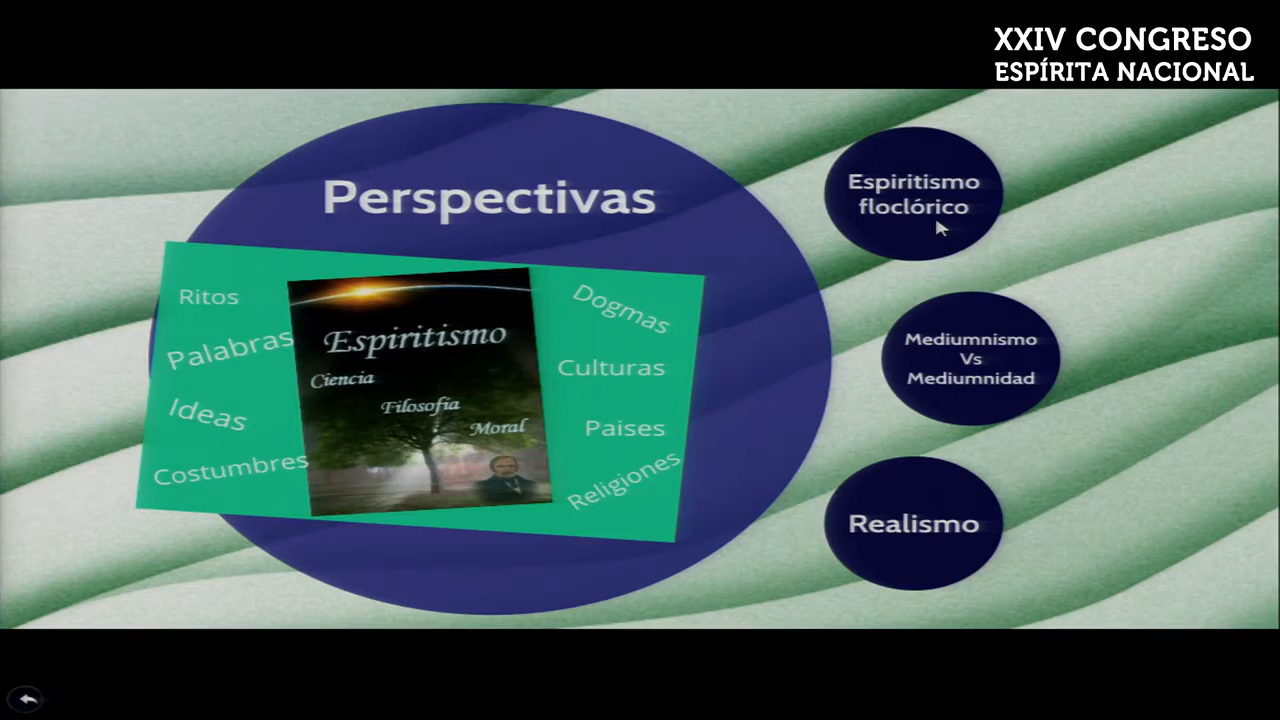 XXIV CONGRESO
ESPÍRITA NACIONAL
Perspectivas
Ritos
Palabras
Ideas
Costumbres
Espiritismo
Ciencia
Filosofía
Moral
Dogmas
Culturas
Paises
Religiones
Espiritismo
floclórico
Mediumnismo
Vs
Mediumnidad
Realismo